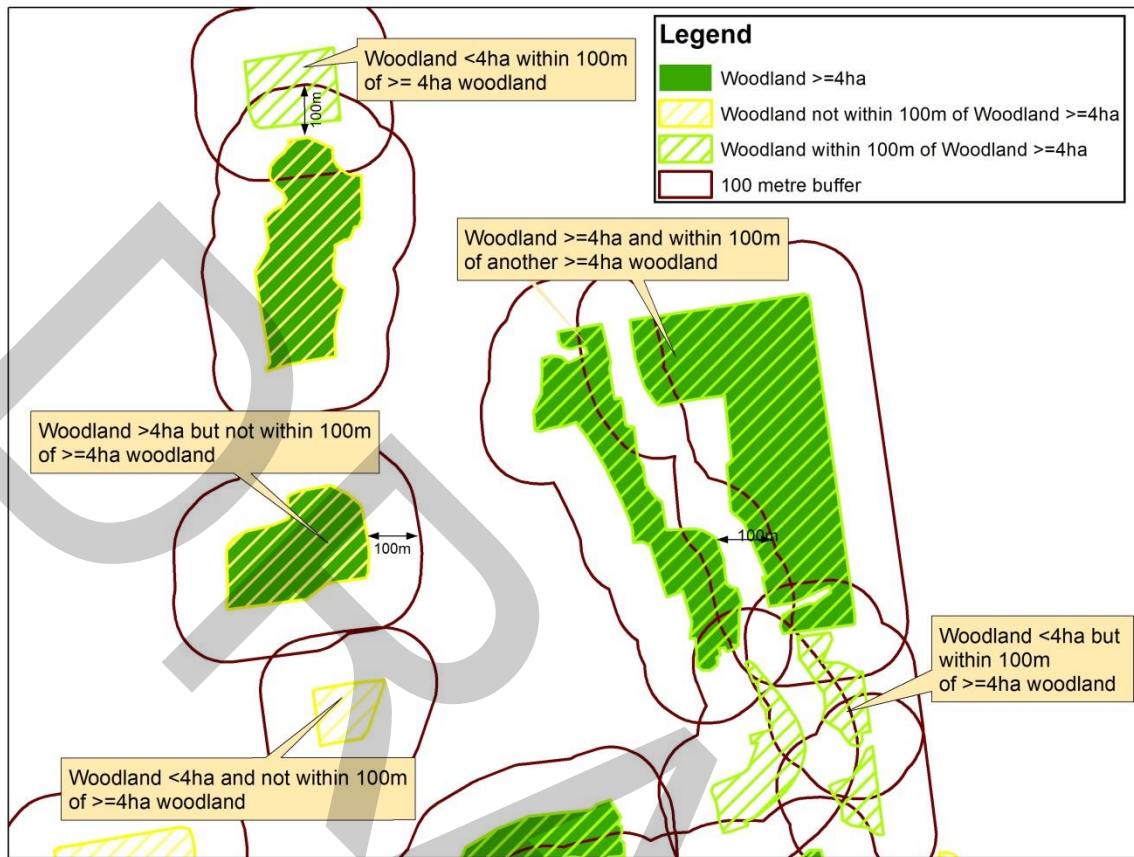 Woodland <4ha within 100m
of >= 4ha woodland
Legend
Woodland >=4ha
Woodland not within 100m of Woodland >=4ha
Woodland within 100m of Woodland >=4ha
100 metre buffer
100m
Woodland >=4ha and within 100m
of another >=4ha woodland
Woodland >4ha but not within 100m
of >=4ha woodland
100m
100m
Woodland <4ha but
within 100m
of >=4ha woodland
Woodland <4ha and not within 100m
of >=4ha woodland